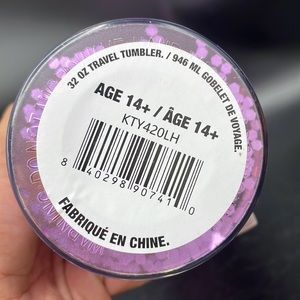 32 OZ TRAVEL TUMBLER. / 946 ML GOBELET DE VOYAGE.
AGE 14+ / ÂGE 14+
KTY420LH
8 40298 90741 0
FABRIQUÉ EN CHINE.